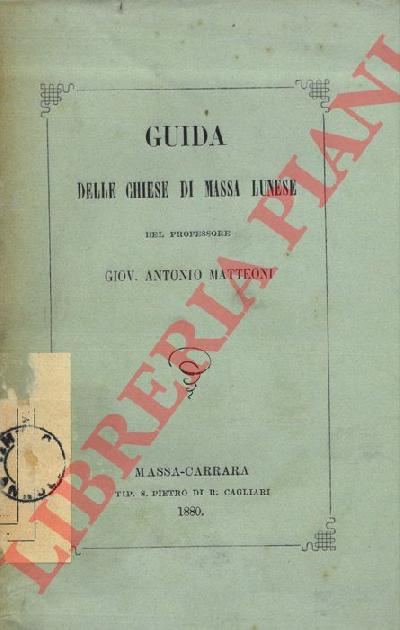 GUIDA
DELLE CHIESE DI MASSA LUNESE
DEL PROFESSORE
GIOV. ANTONIO MATTEONI
MASSA-CARRARA
TIP. S. PIETRO DI R. CAGLIARI
1880.
LIBRERIA PIANI